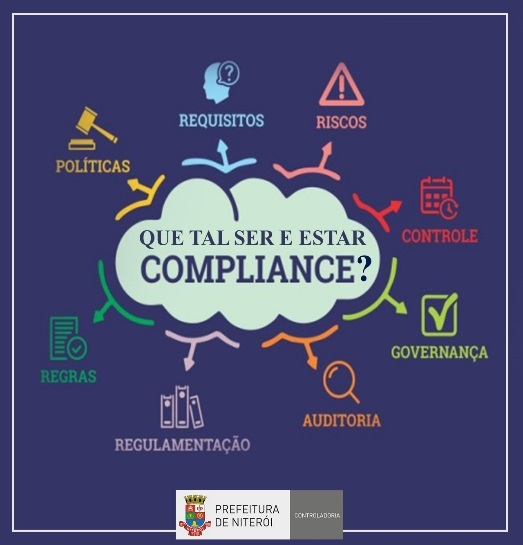 REQUISITOS
RISCOS
POLÍTICAS
CONTROLE
QUE TAL SER E ESTAR
COMPLIANCE?
GOVERNANÇA
REGRAS
AUDITORIA
REGULAMENTAÇÃO
PREFEITURA
DE NITERÓI
CONTROLADORIA